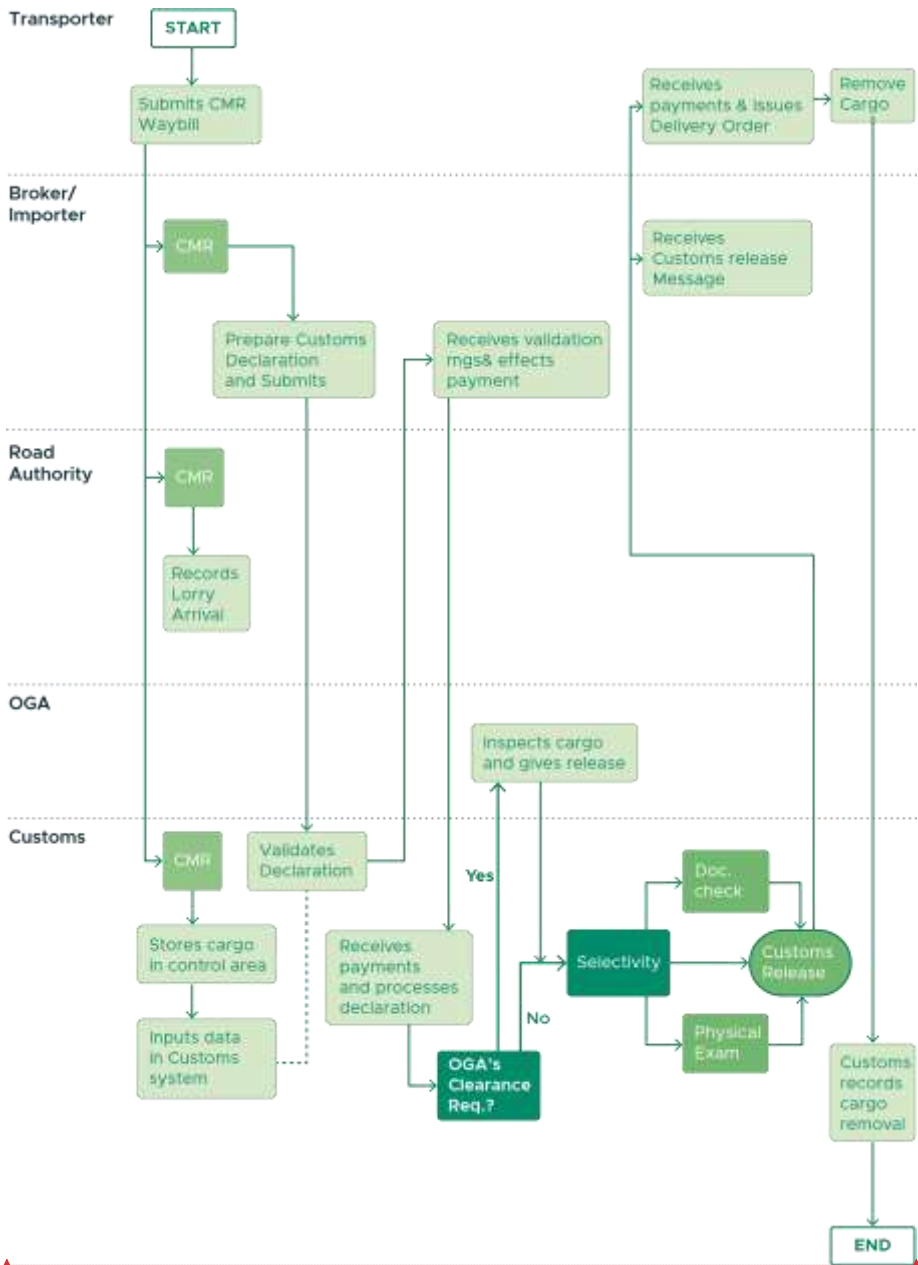 Transporter
START
Submits CMR
Waybill
Receives
payments & issues
Delivery Order
Remove
Cargo
Broker/
Importer
CMR
Receives
Customs release
Message
Prepare Customs
Declaration
and Submits
Receives validation
mgs& effects
payment
Road
Authority
CMR
Records
Lorry
Arrival
OGA
Inspects cargo
and gives release
Customs
CMR
Validates
Declaration
Yes
Doc.
check
Stores cargo
in control area
Receives
payments
and processes
declaration
Selectivity
Customs
Release
No
Inputs data
in Customs
system
Physical
Exam
OGA's
Clearance
Req.?
Customs
records
cargo
removal
END